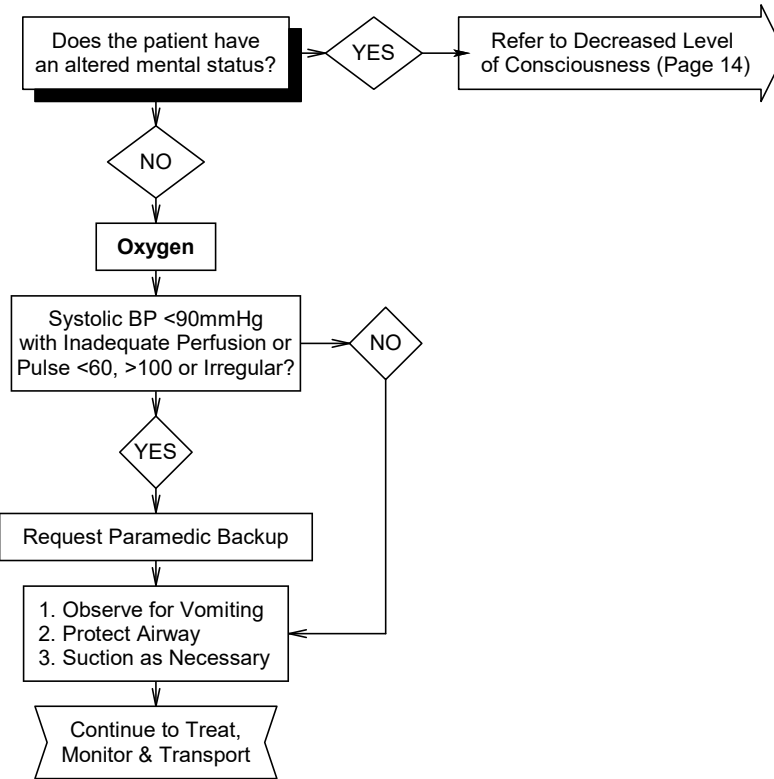 Does the patient have
an altered mental status?
YES
Refer to Decreased Level
of Consciousness (Page 14)
NO
Oxygen
Systolic BP <90mmHg
with Inadequate Perfusion or
Pulse <60, >100 or Irregular?
NO
YES
Request Paramedic Backup
1. Observe for Vomiting
2. Protect Airway
3. Suction as Necessary
Continue to Treat,
Monitor & Transport